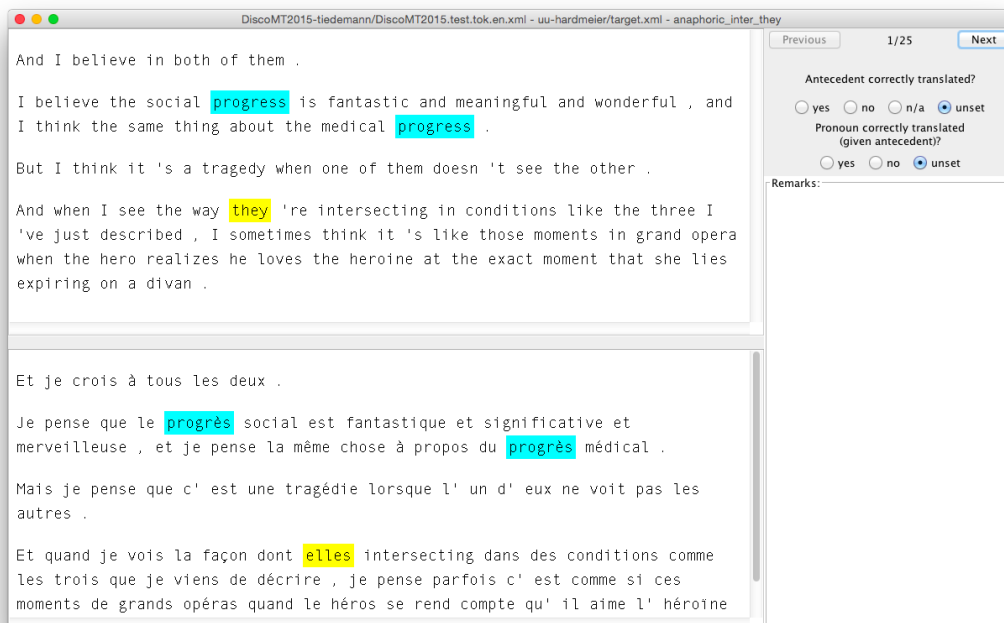 DiscoMT2015-tiedemann/DiscoMT2015.test.tok.en.xml - uu-hardmeier/target.xml - anaphoric_inter_they
And I believe in both of them .
I believe the social progress is fantastic and meaningful and wonderful , and
I think the same thing about the medical progress .
But I think it 's a tragedy when one of them doesn 't see the other .
And when I see the way they 're intersecting in conditions like the three I
've just described , I sometimes think it 's like those moments in grand opera
when the hero realizes he loves the heroine at the exact moment that she lies
expiring on a divan .
Et je crois à tous les deux .
Je pense que le progrès social est fantastique et significative et
merveilleuse , et je pense la même chose à propos du progrès médical .
Mais je pense que c' est une tragédie lorsque l' un d' eux ne voit pas les
autres .
Et quand je vois la façon dont elles intersecting dans des conditions comme
les trois que je viens de décrire , je pense parfois c' est comme si ces
moments de grands opéras quand le héros se rend compte qu' il aime l' héroïne
Previous 1/25 Next
Antecedent correctly translated?
yes no n/a unset
Pronoun correctly translated
(given antecedent)?
yes no unset
Remarks: